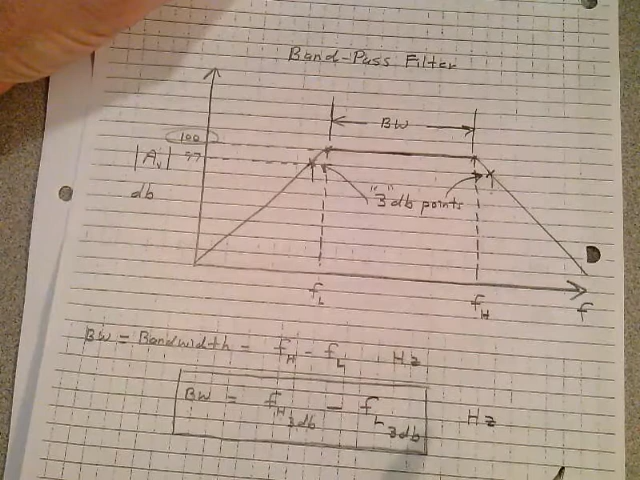 Band-Pass Filter
BW
100
|Av| 97
db
"3"db points
fL
fH
f
BW = Bandwidth = fH - fL Hz
BW = fH3db - fL3db Hz